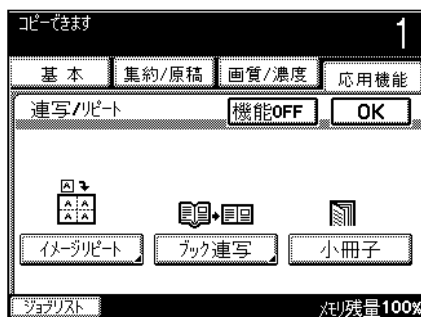 コピーできます
1
基本 集約/原稿 画質/濃度 応用機能
連写/リピート 機能OFF OK
A
A A
A A
イメージリピート ブック連写 小冊子
ジョブリスト メモリ残量100%